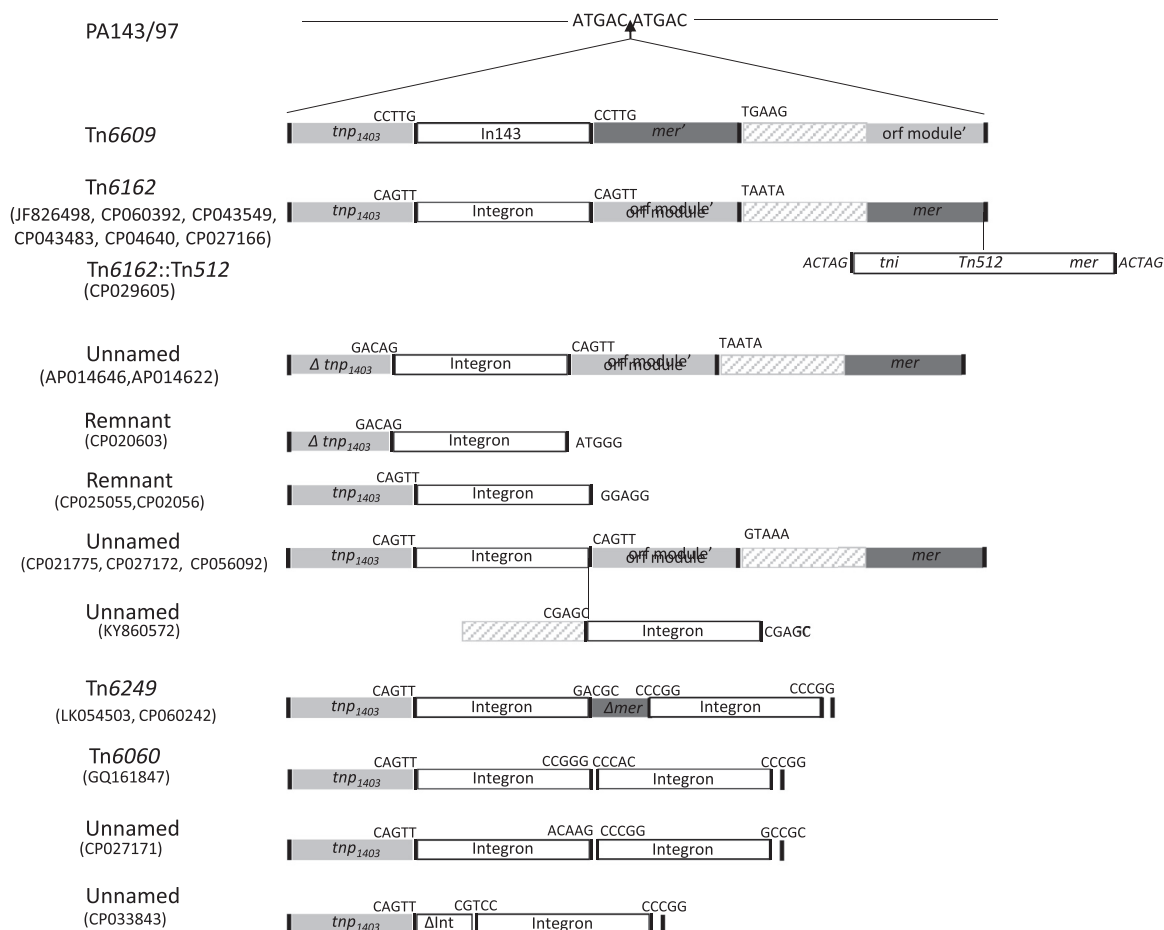 ATGAC ATGAC
PA143/97
CCTTG CCTTG TGAAG
Tn6609 tnp1403 In143 mer' orf module'
Tn6162 CAGTT CAGTT TAATA
(JF826498, CP060392, CP043549, tnp1403 Integron orf module' orf module mer
CP043483, CP04640, CP027166)
Tn6162::Tn512 ACTAG tni Tn512 mer ACTAG
(CP029605)
GACAG CAGTT TAATA
Unnamed Δ tnp1403 Integron orf module' orf module mer
(AP014646,AP014622)
Remnant GACAG
(CP020603) Δ tnp1403 Integron ATGGG
Remnant CAGTT
(CP025055,CP02056) tnp1403 Integron GGAGG
Unnamed CAGTT CAGTT GTAAA
(CP021775, CP027172, CP056092) tnp1403 Integron orf module' orf module mer
Unnamed CGAGC
(KY860572) Integron CGAGC
Tn6249 CAGTT GACGC CCCGG CCCGG
(LK054503, CP060242) tnp1403 Integron Δmer Integron
Tn6060 CAGTT CCGGG CCCAC CCCGG
(GQ161847) tnp1403 Integron Integron
Unnamed CAGTT ACAAG CCCGG GCCGC
(CP027171) tnp1403 Integron Integron
Unnamed CAGTT CGTCC CCCGG
(CP033843) tnp1403 ΔInt Integron